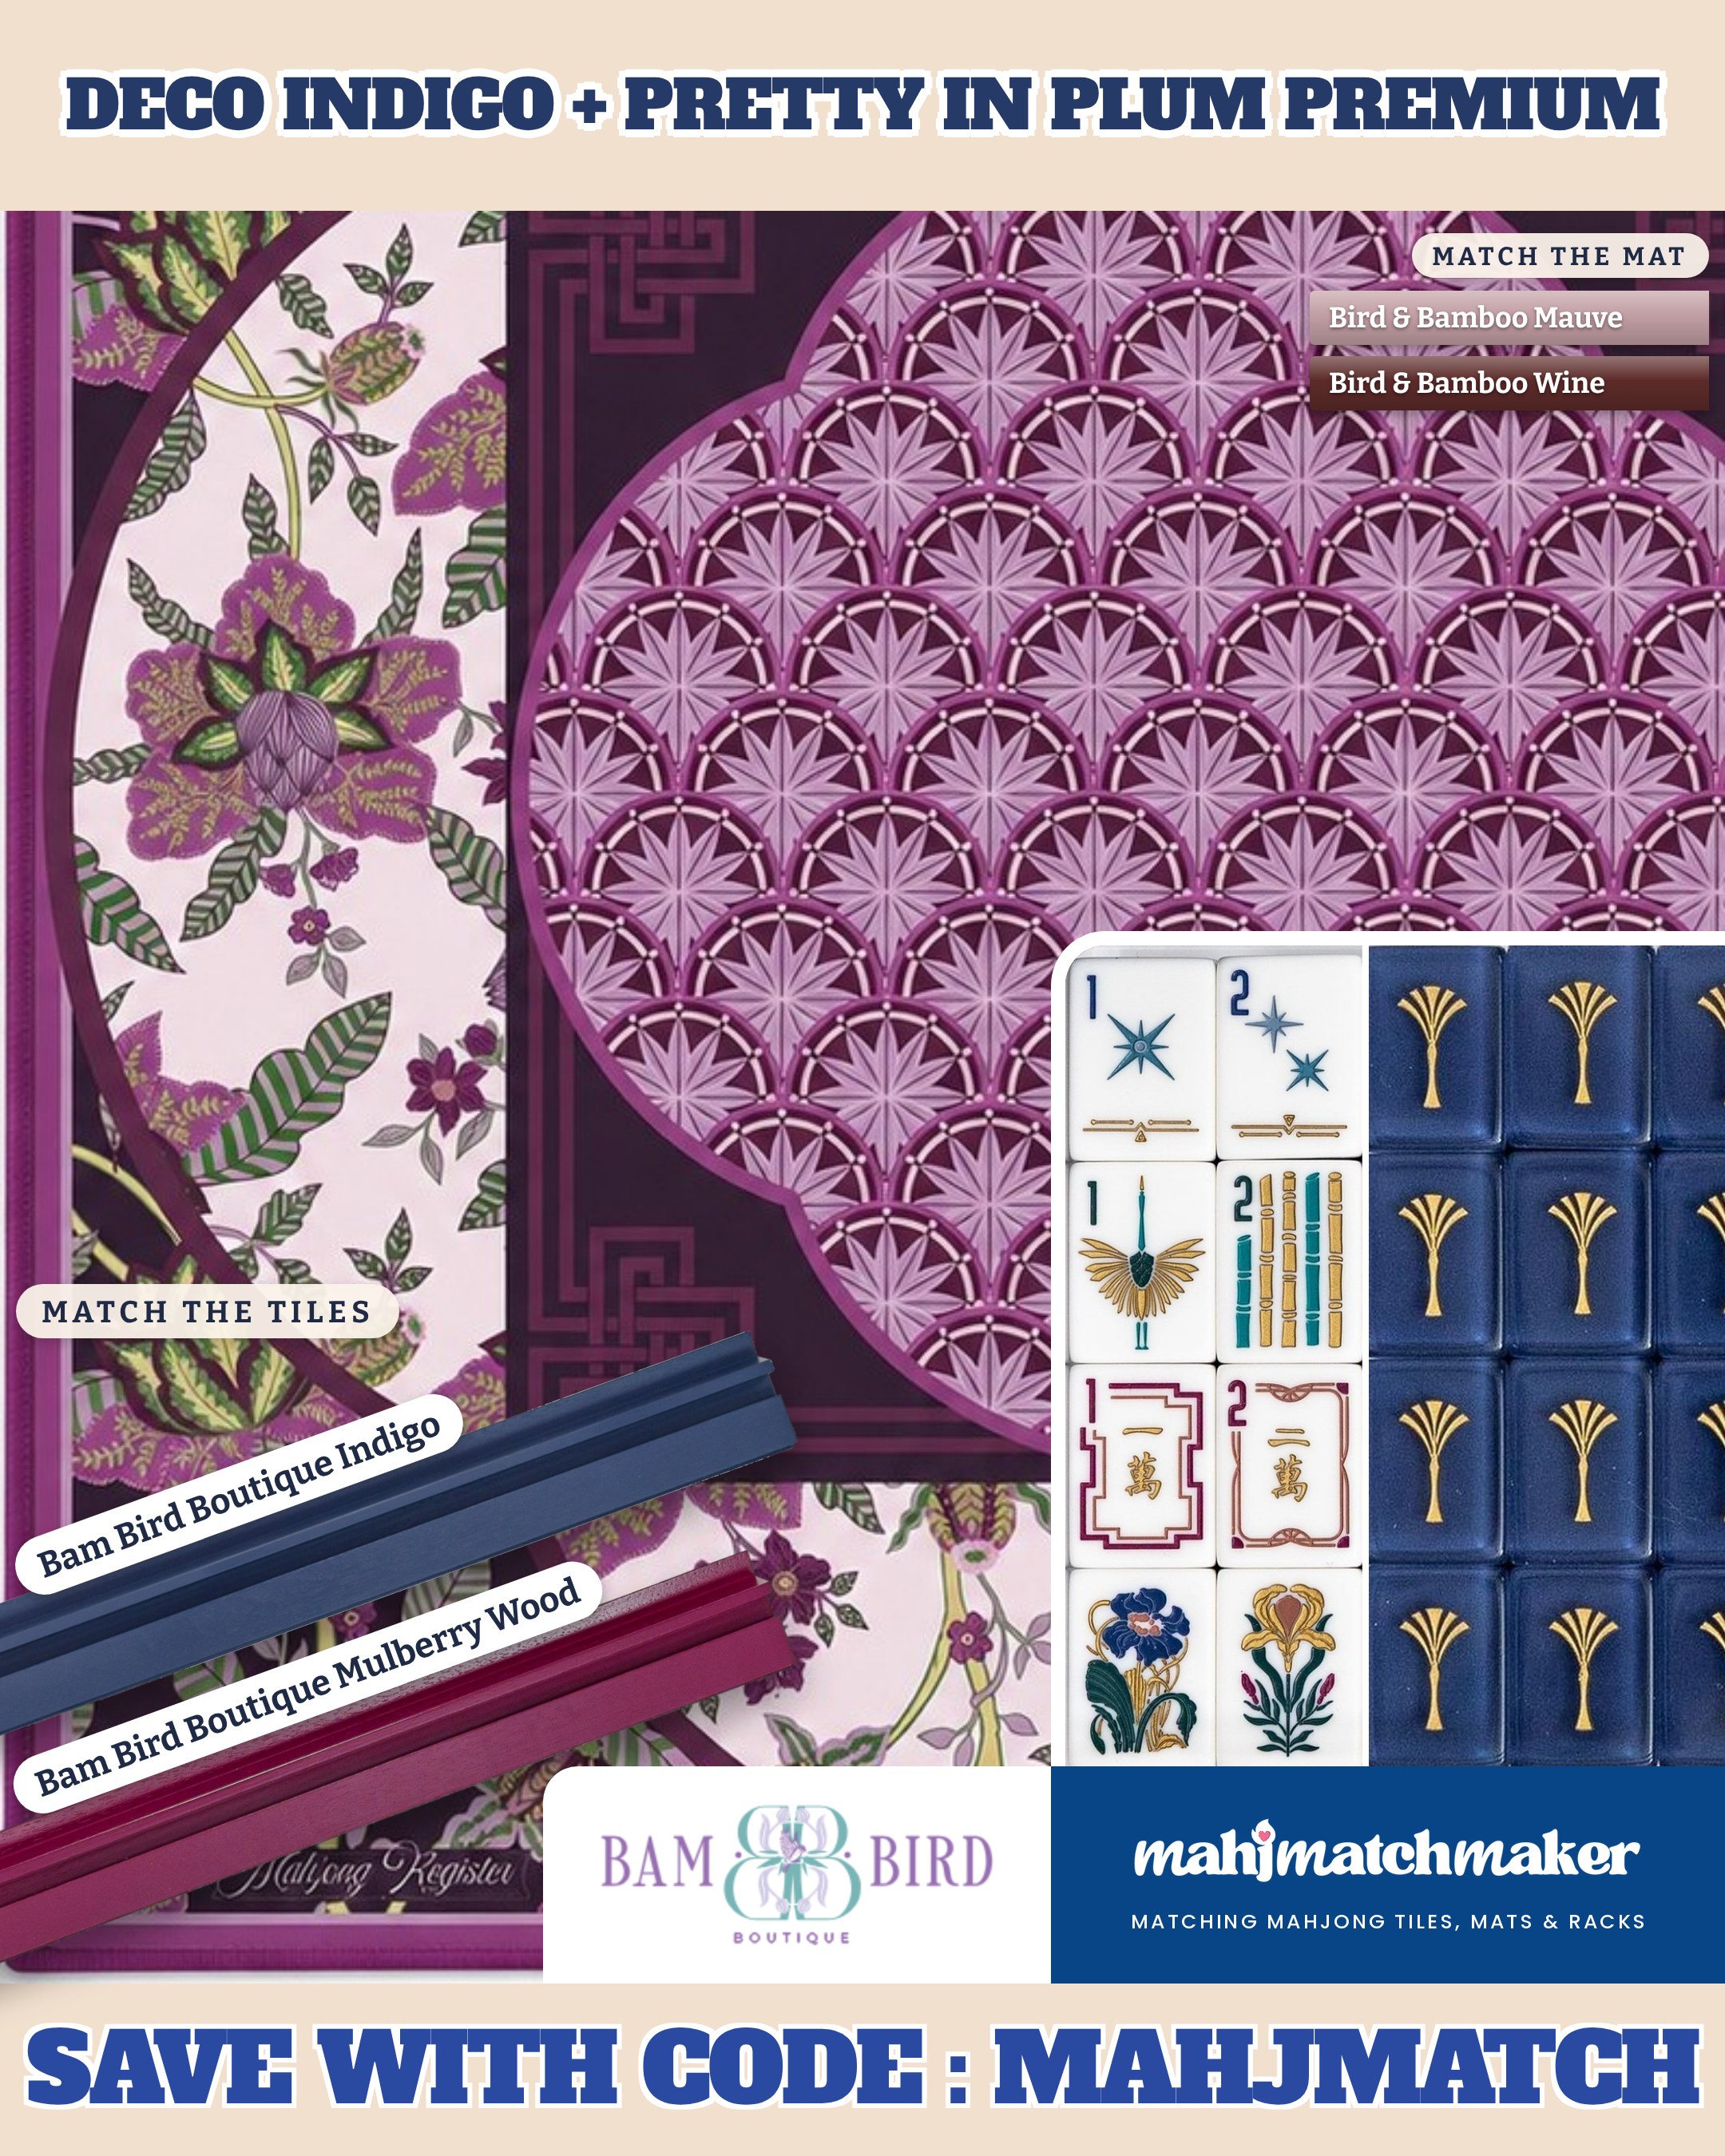 DECO INDIGO + PRETTY IN PLUM PREMIUM
MATCH THE MAT
Bird & Bamboo Mauve
Bird & Bamboo Wine
1
2
1
2
1
2
一
二
萬
萬
MATCH THE TILES
Bam Bird Boutique Indigo
Bam Bird Boutique Mulberry Wood
Mahjong Register
BAM BB BIRD
BOUTIQUE
mahjmatchmaker
MATCHING MAHJONG TILES, MATS & RACKS
SAVE WITH CODE : MAHJMATCH